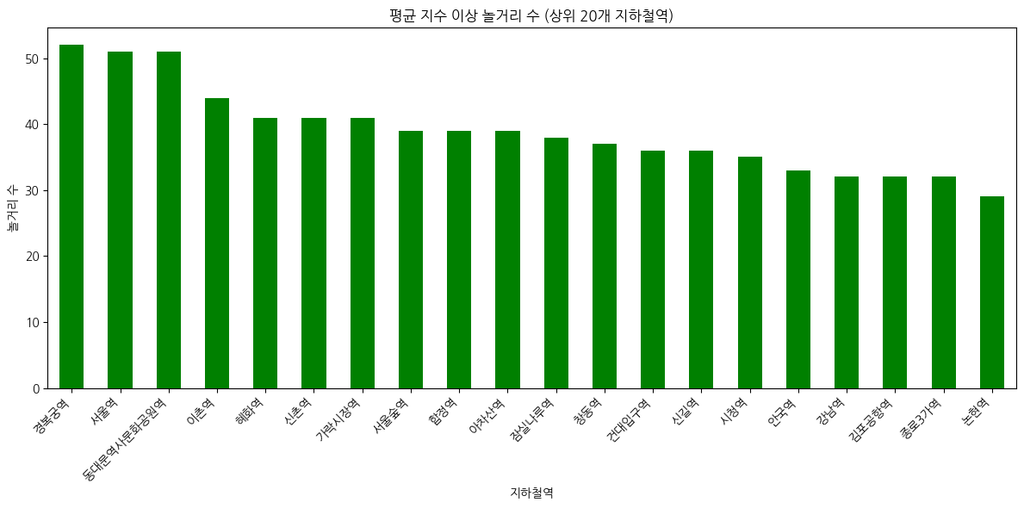 평균 지수 이상 놀거리 수 (상위 20개 지하철역)
놀거리 수
50
40
30
20
10
0
경복궁역
서울역
동대문역사문화공원역
이촌역
혜화역
신촌역
가락시장역
서울숲역
합정역
아차산역
잠실나루역
창동역
건대입구역
신길역
시청역
안국역
강남역
김포공항역
종로3가역
논현역
지하철역